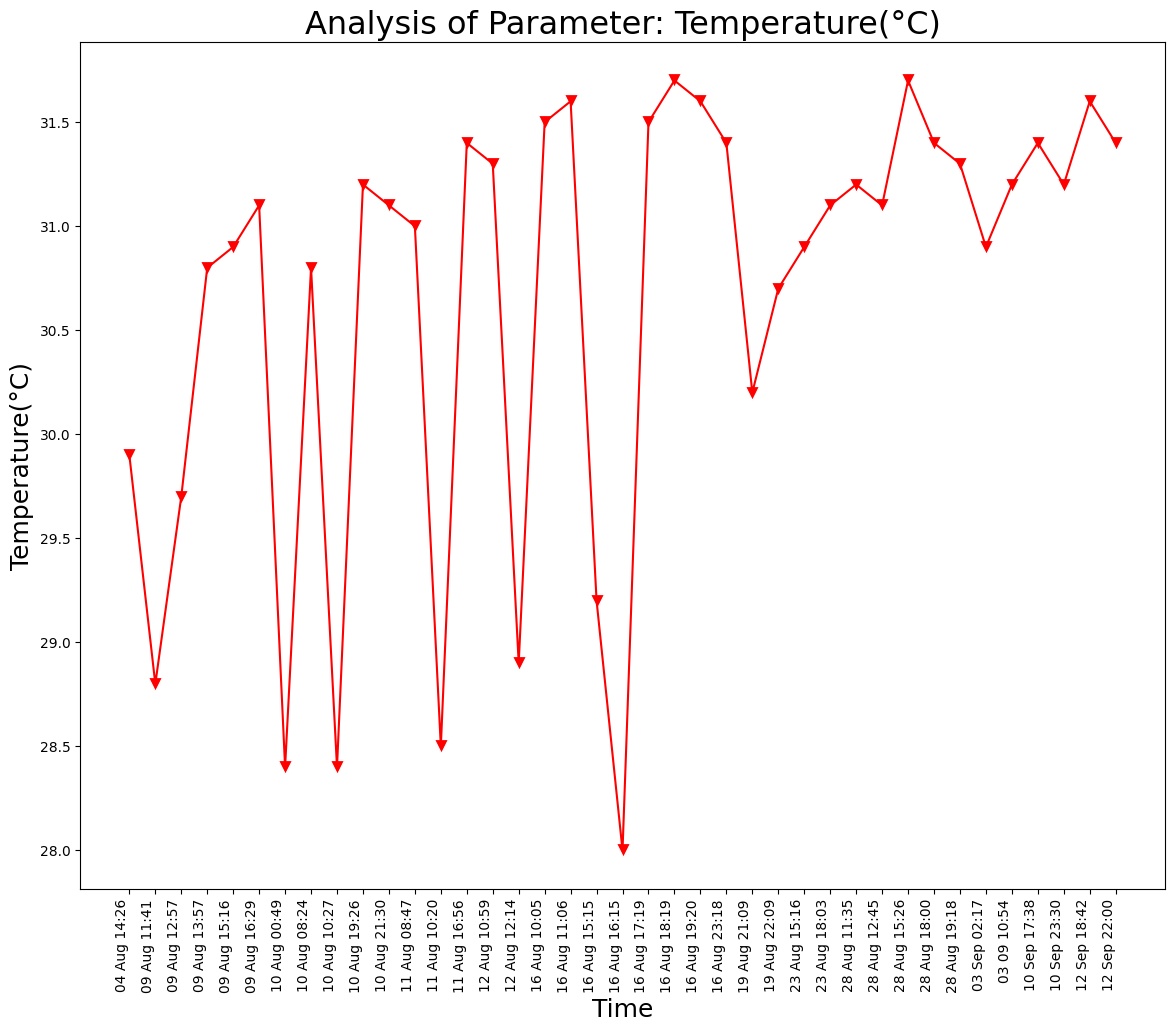 Analysis of Parameter: Temperature(°C)
Temperature(°C)
31.5
31.0
30.5
30.0
29.5
29.0
28.5
28.0
04 Aug 14:26
09 Aug 11:41
09 Aug 12:57
09 Aug 13:57
09 Aug 15:16
09 Aug 16:29
10 Aug 00:49
10 Aug 08:24
10 Aug 10:27
10 Aug 19:26
10 Aug 21:30
11 Aug 08:47
11 Aug 10:20
11 Aug 16:56
12 Aug 10:59
12 Aug 12:14
16 Aug 10:05
16 Aug 11:06
16 Aug 15:15
16 Aug 16:15
16 Aug 17:19
16 Aug 18:19
16 Aug 19:20
16 Aug 23:18
19 Aug 21:09
19 Aug 22:09
23 Aug 15:16
23 Aug 18:03
28 Aug 11:35
28 Aug 12:45
28 Aug 15:26
28 Aug 18:00
28 Aug 19:18
03 Sep 02:17
03 09 10:54
10 Sep 17:38
10 Sep 23:30
12 Sep 18:42
12 Sep 22:00
Time